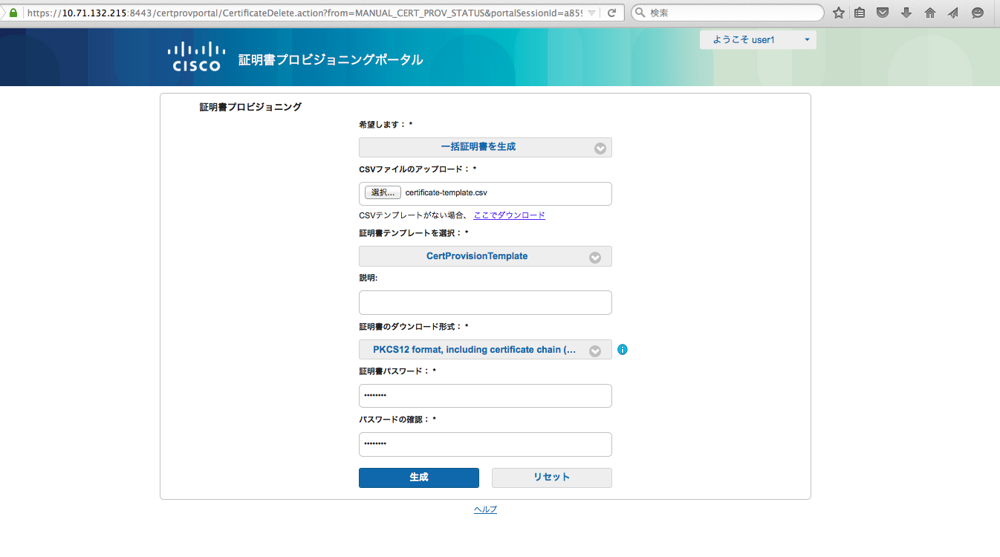 https://10.71.132.215:8443/certprovportal/CertificateDelete.action?from=MANUAL_CERT_PROV_STATUS&portalSessionId=a859
検索
CISCO
証明書プロビジョニングポータル
ようこそ user1
証明書プロビジョニング
希望します： *
一括証明書を生成
CSVファイルのアップロード： *
選択... certificate-template.csv
CSVテンプレートがない場合、 ここでダウンロード
証明書テンプレートを選択： *
CertProvisionTemplate
説明:
証明書のダウンロード形式： *
PKCS12 format, including certificate chain (...
証明書パスワード： *
••••••••
パスワードの確認： *
••••••••
生成 リセット
ヘルプ